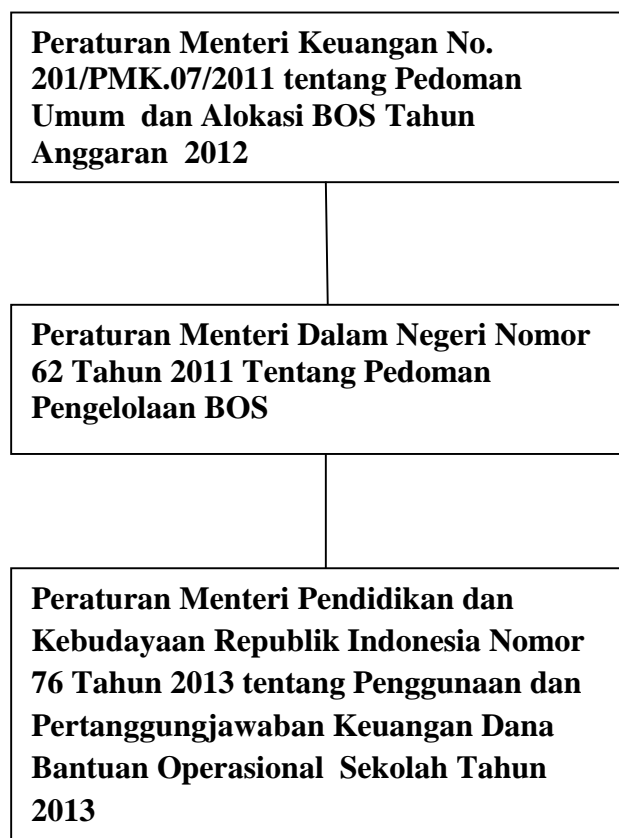 Peraturan Menteri Keuangan No.
201/PMK.07/2011 tentang Pedoman
Umum dan Alokasi BOS Tahun
Anggaran 2012
Peraturan Menteri Dalam Negeri Nomor
62 Tahun 2011 Tentang Pedoman
Pengelolaan BOS
Peraturan Menteri Pendidikan dan
Kebudayaan Republik Indonesia Nomor
76 Tahun 2013 tentang Penggunaan dan
Pertanggungjawaban Keuangan Dana
Bantuan Operasional Sekolah Tahun
2013